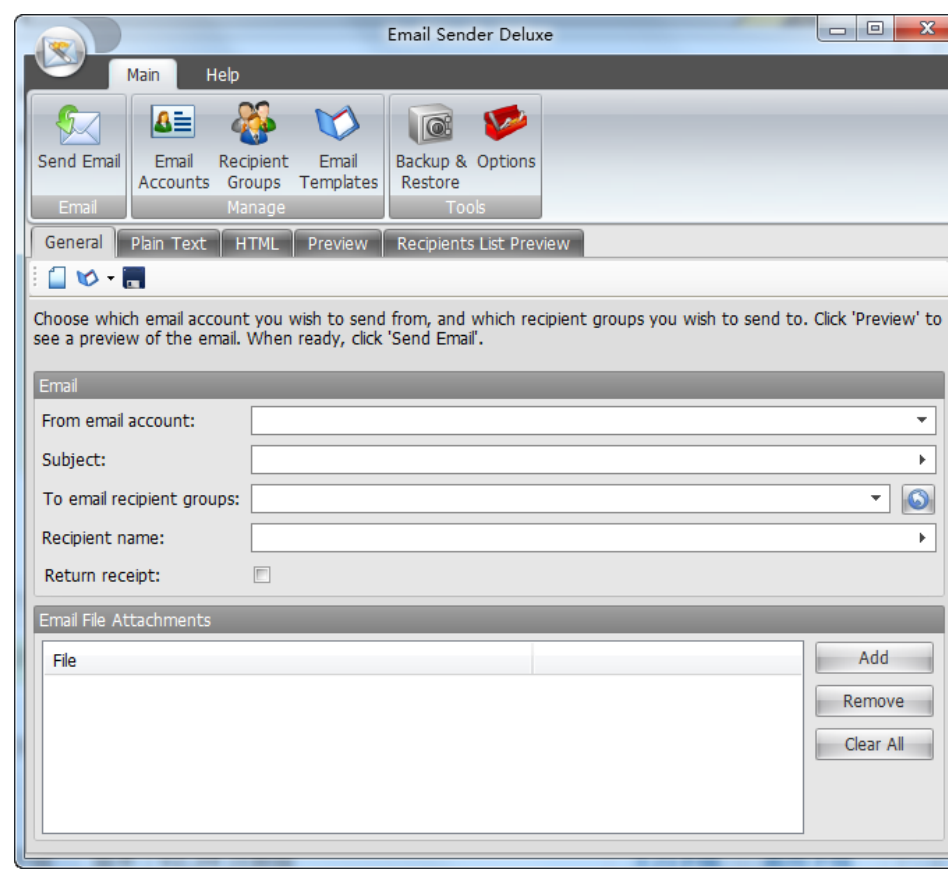 Email Sender Deluxe
Main Help
Send Email
Email Accounts
Recipient Groups
Email Templates
Backup & Restore
Options
Email Manage Tools
General Plain Text HTML Preview Recipients List Preview
Choose which email account you wish to send from, and which recipient groups you wish to send to. Click 'Preview' to
see a preview of the email. When ready, click 'Send Email'.
Email
From email account:
Subject:
To email recipient groups:
Recipient name:
Return receipt:
Email File Attachments
File
Add
Remove
Clear All